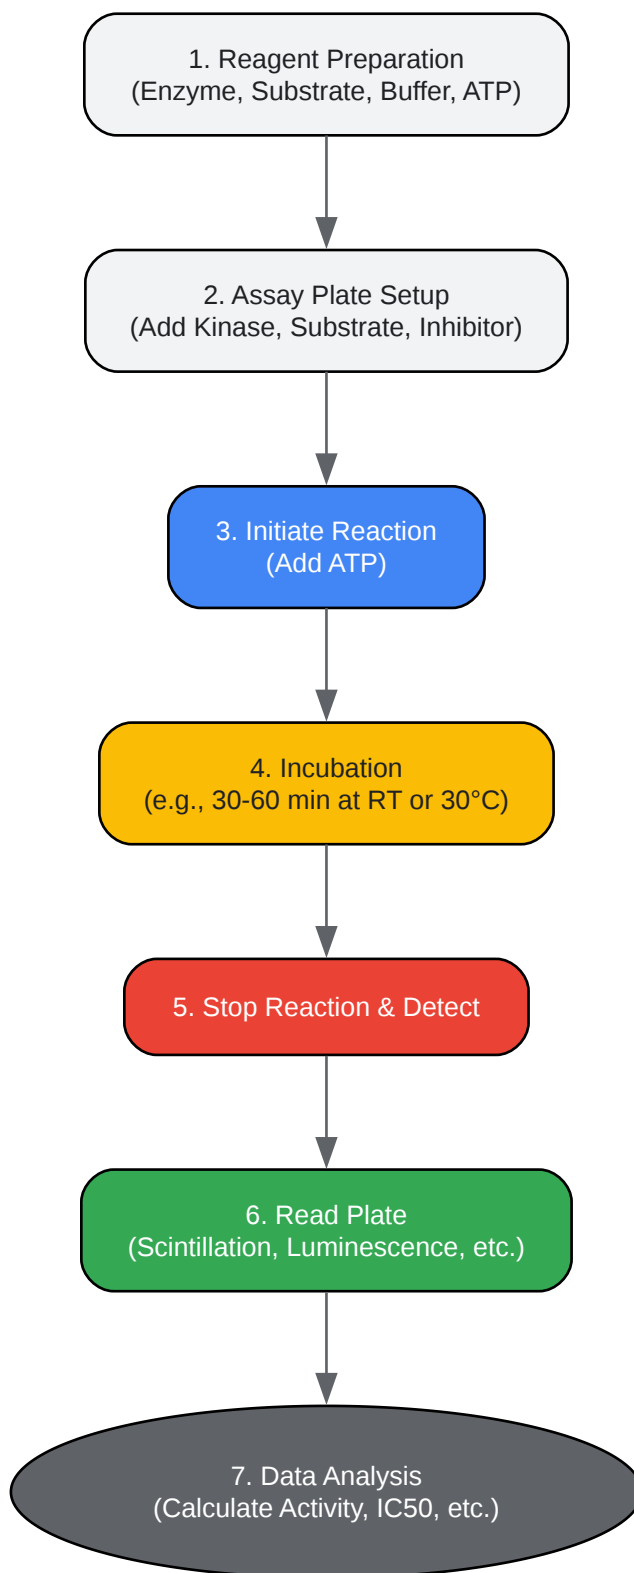 1. Reagent Preparation
(Enzyme, Substrate, Buffer, ATP)
2. Assay Plate Setup
(Add Kinase, Substrate, Inhibitor)
3. Initiate Reaction
(Add ATP)
4. Incubation
(e.g., 30-60 min at RT or 30°C)
5. Stop Reaction & Detect
6. Read Plate
(Scintillation, Luminescence, etc.)
7. Data Analysis
(Calculate Activity, IC50, etc.)